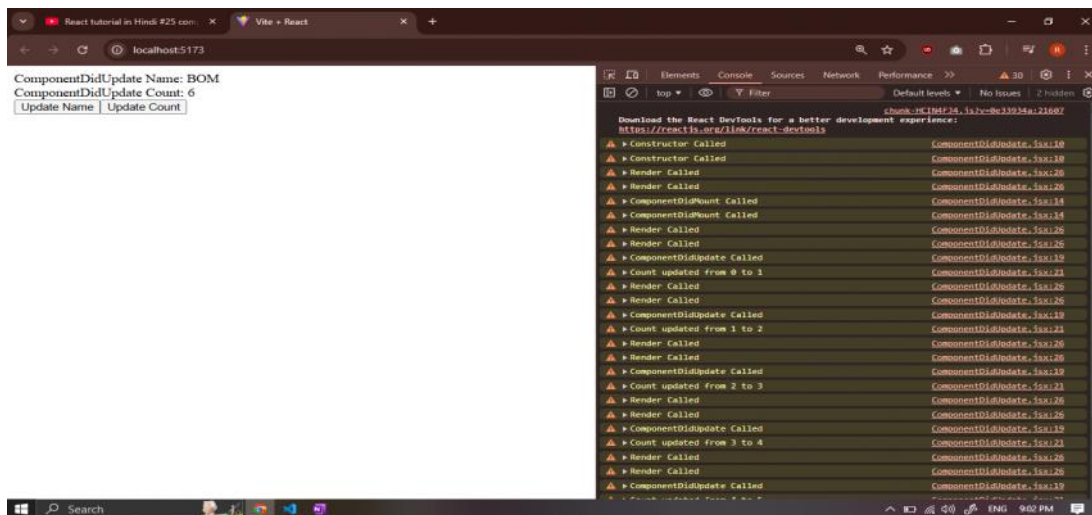 React tutorial in Hindi #25 com
Vite + React
localhost:5173
ComponentDidUpdate Name: BOM
ComponentDidUpdate Count: 6
Update Name Update Count
Elements Console Sources Network Performance 30
top Filter Default levels No Issues 2 hidden
chunk-HCIN4FJ4.js?v=0e33934a:21607
Download the React DevTools for a better development experience:
https://reactjs.org/link/react-devtools
Constructor Called ComponentDidUpdate.jsx:10
Constructor Called ComponentDidUpdate.jsx:10
Render Called ComponentDidUpdate.jsx:26
Render Called ComponentDidUpdate.jsx:26
ComponentDidMount Called ComponentDidUpdate.jsx:14
ComponentDidMount Called ComponentDidUpdate.jsx:14
Render Called ComponentDidUpdate.jsx:26
Render Called ComponentDidUpdate.jsx:26
ComponentDidUpdate Called ComponentDidUpdate.jsx:19
Count updated from 0 to 1 ComponentDidUpdate.jsx:21
Render Called ComponentDidUpdate.jsx:26
Render Called ComponentDidUpdate.jsx:26
ComponentDidUpdate Called ComponentDidUpdate.jsx:19
Count updated from 1 to 2 ComponentDidUpdate.jsx:21
Render Called ComponentDidUpdate.jsx:26
Render Called ComponentDidUpdate.jsx:26
ComponentDidUpdate Called ComponentDidUpdate.jsx:19
Count updated from 2 to 3 ComponentDidUpdate.jsx:21
Render Called ComponentDidUpdate.jsx:26
Render Called ComponentDidUpdate.jsx:26
ComponentDidUpdate Called ComponentDidUpdate.jsx:19
Count updated from 3 to 4 ComponentDidUpdate.jsx:21
Render Called ComponentDidUpdate.jsx:26
Render Called ComponentDidUpdate.jsx:26
ComponentDidUpdate Called ComponentDidUpdate.jsx:19
Search ENG 9:02 PM